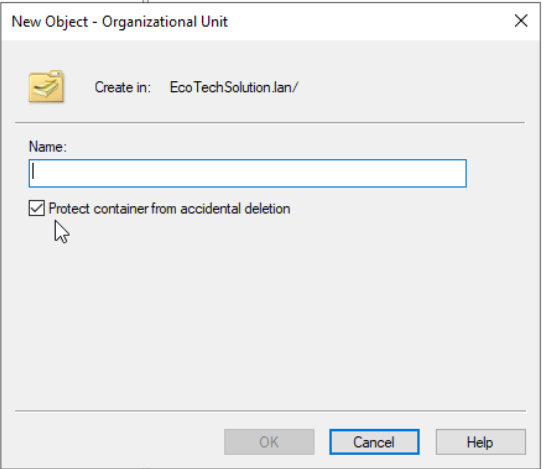 New Object - Organizational Unit
Create in: EcoTechSolution.lan/
Name:
Protect container from accidental deletion
OK Cancel Help